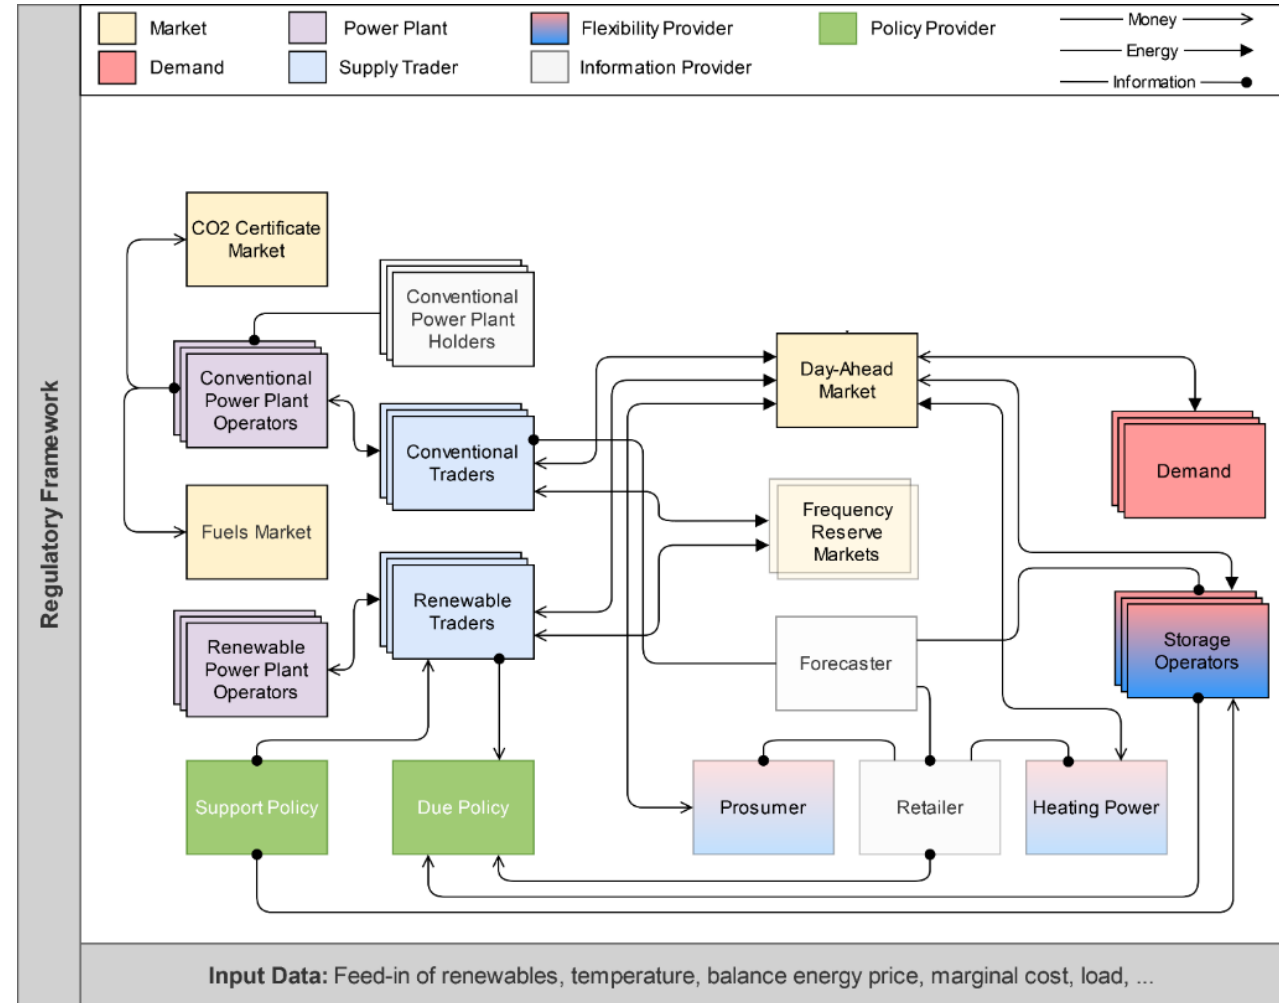 Market
Power Plant
Flexibility Provider
Policy Provider
Money
Energy
Demand
Supply Trader
Information Provider
Information
Regulatory Framework
CO2 Certificate
Market
Conventional
Power Plant
Holders
Conventional
Power Plant
Operators
Day-Ahead
Market
Conventional
Traders
Demand
Fuels Market
Frequency
Reserve
Markets
Renewable
Traders
Renewable
Power Plant
Operators
Forecaster
Storage
Operators
Support Policy
Due Policy
Prosumer
Retailer
Heating Power
Input Data: Feed-in of renewables, temperature, balance energy price, marginal cost, load, ...